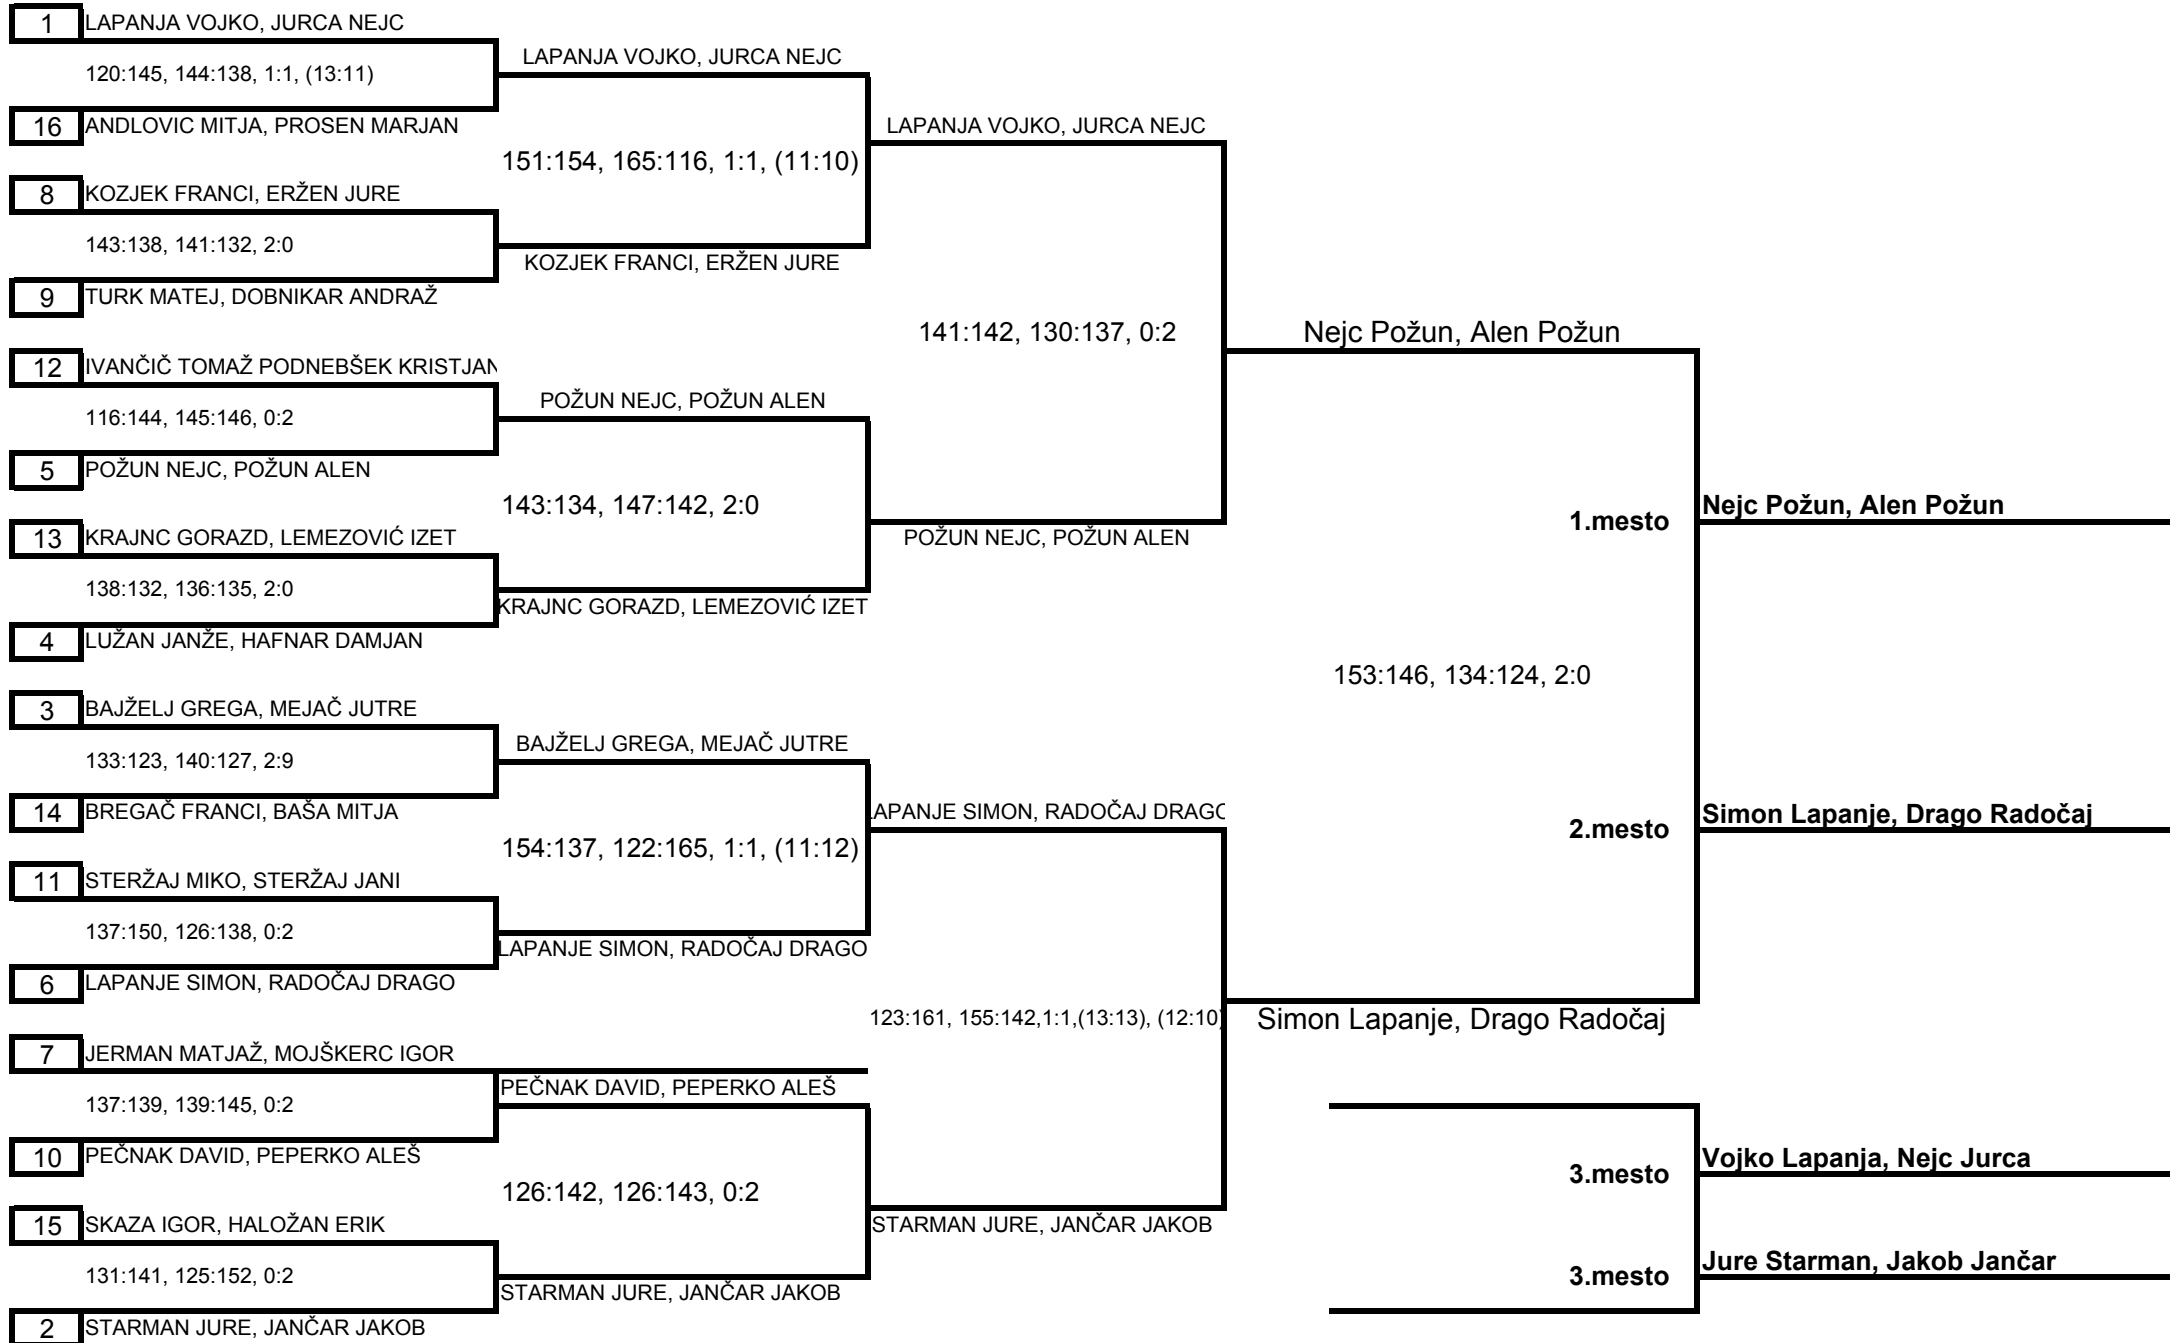 1 LAPANJA VOJKO, JURCA NEJC
120:145, 144:138, 1:1, (13:11)
16 ANDLOVIC MITJA, PROSEN MARJAN
8 KOZJEK FRANCI, ERŽEN JURE
143:138, 141:132, 2:0
9 TURK MATEJ, DOBNIKAR ANDRAŽ
12 IVANČIČ TOMAŽ PODNEBŠEK KRISTJAN
116:144, 145:146, 0:2
5 POŽUN NEJC, POŽUN ALEN
13 KRAJNC GORAZD, LEMEZOVIĆ IZET
138:132, 136:135, 2:0
4 LUŽAN JANŽE, HAFNAR DAMJAN
3 BAJŽELJ GREGA, MEJAČ JUTRE
133:123, 140:127, 2:9
14 BREGAČ FRANCI, BAŠA MITJA
11 STERŽAJ MIKO, STERŽAJ JANI
137:150, 126:138, 0:2
6 LAPANJE SIMON, RADOČAJ DRAGO
7 JERMAN MATJAŽ, MOJŠKERC IGOR
137:139, 139:145, 0:2
10 PEČNAK DAVID, PEPERKO ALEŠ
15 SKAZA IGOR, HALOŽAN ERIK
131:141, 125:152, 0:2
2 STARMAN JURE, JANČAR JAKOB
LAPANJA VOJKO, JURCA NEJC
151:154, 165:116, 1:1, (11:10)
KOZJEK FRANCI, ERŽEN JURE
POŽUN NEJC, POŽUN ALEN
143:134, 147:142, 2:0
KRAJNC GORAZD, LEMEZOVIĆ IZET
BAJŽELJ GREGA, MEJAČ JUTRE
154:137, 122:165, 1:1, (11:12)
LAPANJE SIMON, RADOČAJ DRAGO
PEČNAK DAVID, PEPERKO ALEŠ
126:142, 126:143, 0:2
STARMAN JURE, JANČAR JAKOB
LAPANJA VOJKO, JURCA NEJC
141:142, 130:137, 0:2
POŽUN NEJC, POŽUN ALEN
LAPANJE SIMON, RADOČAJ DRAGO
123:161, 155:142,1:1,(13:13), (12:10)
STARMAN JURE, JANČAR JAKOB
Nejc Požun, Alen Požun
153:146, 134:124, 2:0
Simon Lapanje, Drago Radočaj
1.mesto Nejc Požun, Alen Požun
2.mesto Simon Lapanje, Drago Radočaj
3.mesto Vojko Lapanja, Nejc Jurca
3.mesto Jure Starman, Jakob Jančar